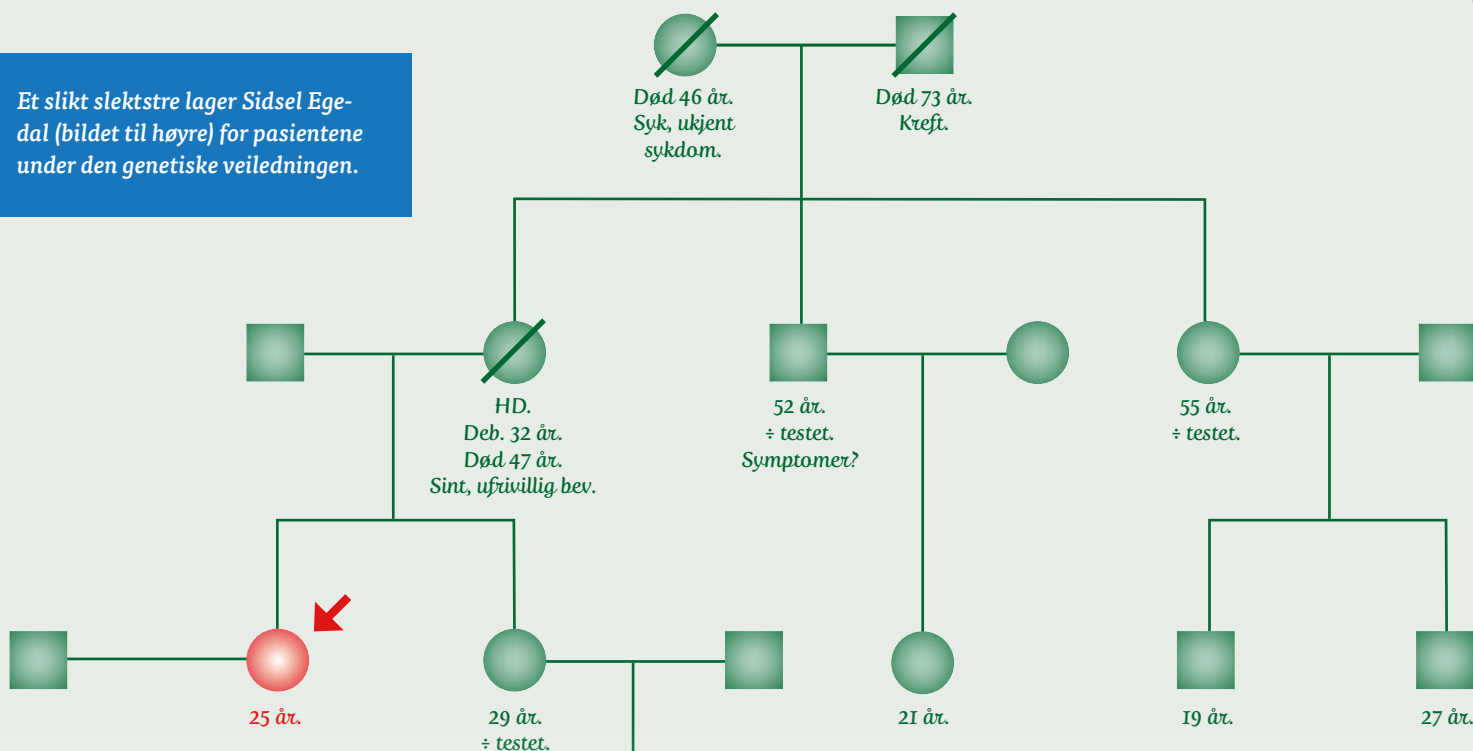 Et slikt slektstre lager Sidsel Ege-
dal (bildet til høyre) for pasientene
under den genetiske veiledningen.
Død 46 år.
Syk, ukjent
sykdom.
Død 73 år.
Kreft.
HD.
Deb. 32 år.
Død 47 år.
Sint, ufrivillig bev.
52 år.
÷ testet.
Symptomer?
55 år.
÷ testet.
25 år.
29 år.
÷ testet.
21 år.
19 år.
27 år.